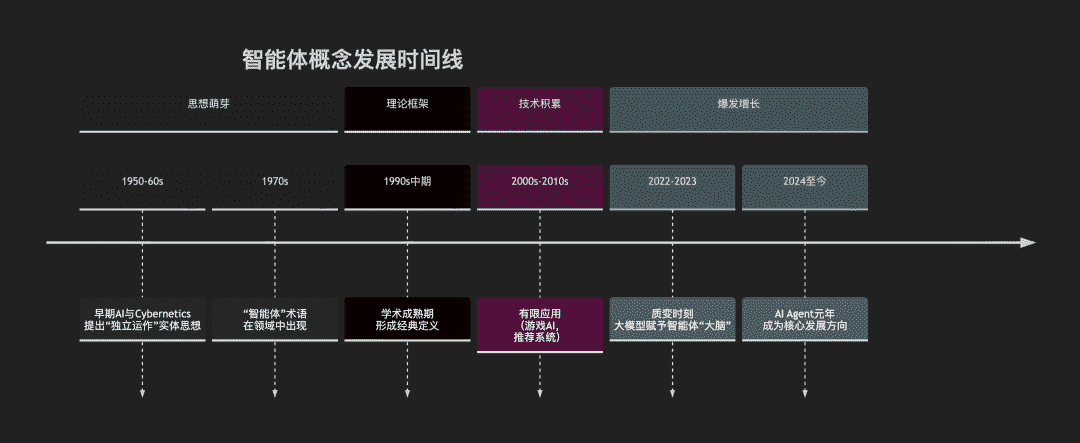 智能体概念发展时间线
思想萌芽
理论框架
技术积累
爆发增长
1950-60s
1970s
1990s中期
2000s-2010s
2022-2023
2024至今
早期AI与Cybernetics
提出“独立运作”实体思想
“智能体”术语
在领域中出现
学术成熟期
形成经典定义
有限应用
(游戏AI,
推荐系统)
质变时刻
大模型赋予智能体“大脑”
AI Agent元年
成为核心发展方向